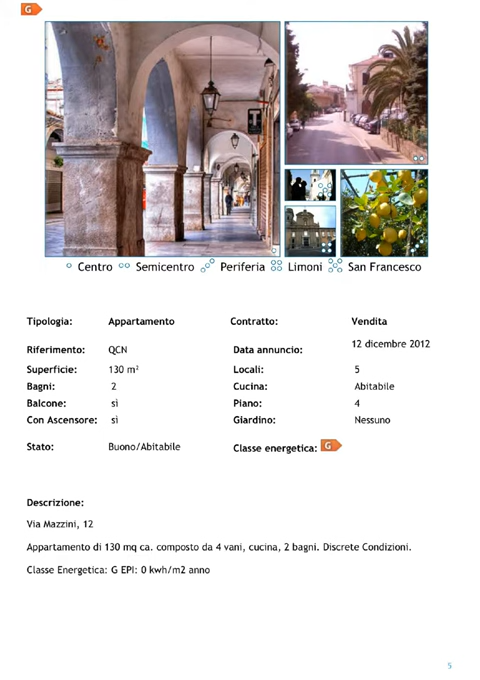 G
T
Centro Semicentro Periferia Limoni San Francesco
Tipologia: Appartamento Contratto: Vendita
Riferimento: QCN Data annuncio: 12 dicembre 2012
Superficie: 130 m² Locali: 5
Bagni: 2 Cucina: Abitabile
Balcone: sì Piano: 4
Con Ascensore: sì Giardino: Nessuno
Stato: Buono/Abitabile Classe energetica: G
Descrizione:
Via Mazzini, 12
Appartamento di 130 mq ca. composto da 4 vani, cucina, 2 bagni. Discrete Condizioni.
Classe Energetica: G EPI: 0 kwh/m2 anno
5